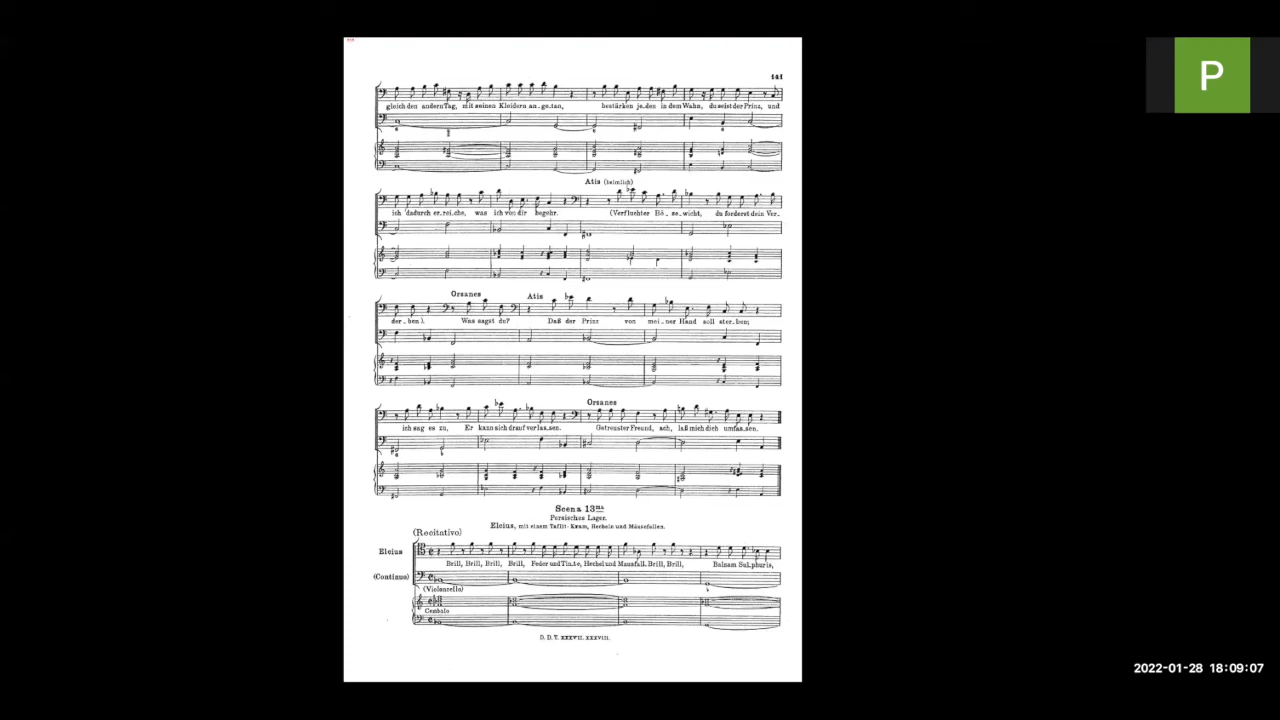 P
141
gleich den andern Tag, mit seinen Kleidern an-ge-tan, bestärken je-den in dem Wahn, du seist der Prinz, und
Atis (heimlich)
ich dadurch er-rei-che, was ich von dir begehr. (Verfluchter Bö-se-wicht, du forderst dein Ver-
Orsanes Atis
der-ben). Was sagst du? Daß der Prinz von mei-ner Hand soll ster-ben;
Orsanes
ich sag es zu, Er kann sich drauf verlas-sen. Getreuster Freund, ach, laß mich dich umfas-sen.
Scena 13na
Persisches Lager.
Elcius, mit einem Taflit-Kram, Hecheln und Mäusefallen.
(Recitativo)
Elcius
Brill, Brill, Brill, Brill, Feder und Tin-te, Hechel und Mausfall. Brill, Brill, Balsam Sul-phuris,
(Continuo)
(Violoncello)
Cembalo
D. D. T. XXXVII. XXXVIII.
2022-01-28 18:09:07